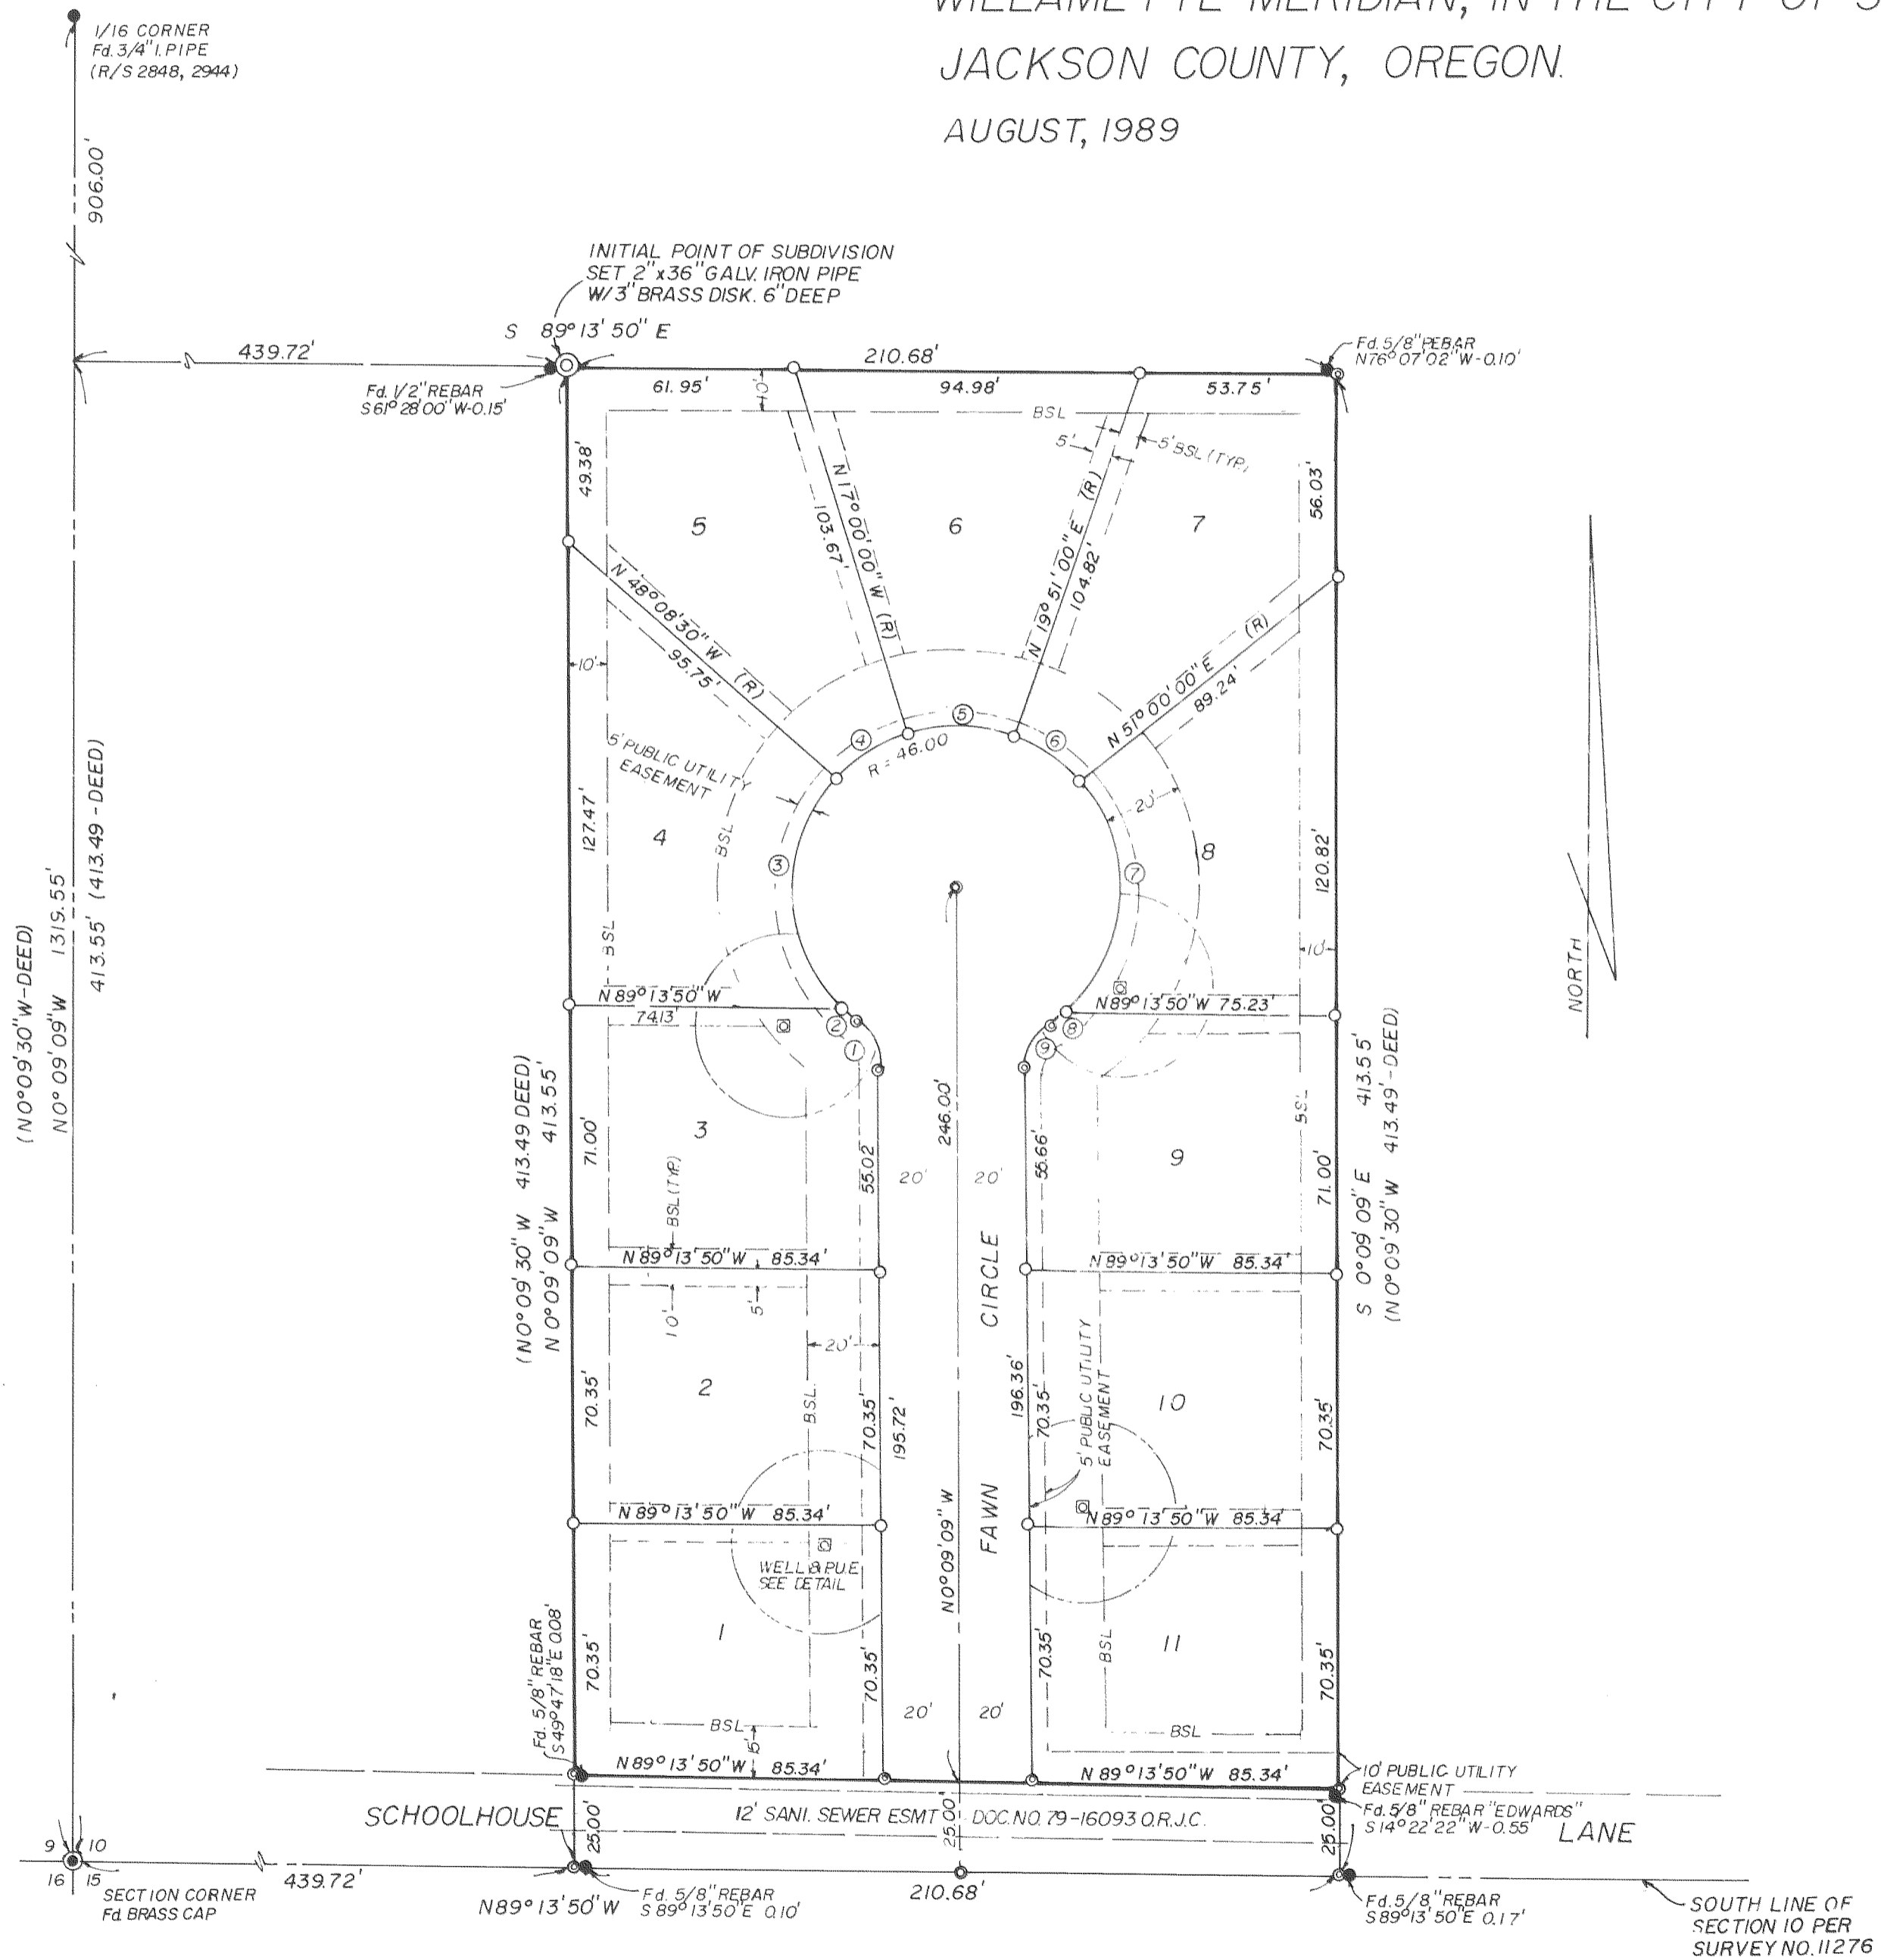 JACKSON COUNTY, OREGON.
AUGUST, 1989
1/16 CORNER
Fd. 3/4" I. PIPE
(R/S 2848, 2944)
906.00'
INITIAL POINT OF SUBDIVISION
SET 2"x36" GALV. IRON PIPE
W/3" BRASS DISK. 6" DEEP
S 89° 13' 50" E
439.72'
210.68'
Fd. 5/8" REBAR
N76° 07' 02" W-0.10'
Fd. 1/2" REBAR
S61° 28' 00" W-0.15'
61.95'
10'
94.98'
53.75'
BSL
5'
5' BSL (TYP.)
49.38'
56.03'
5
6
7
N 17° 00' 00" W (R)
103.67'
N 19° 51' 00" E (R)
104.82'
N 48° 08' 30" W (R)
95.75'
N 51° 00' 00" E (R)
89.24'
10'
5' PUBLIC UTILITY
EASEMENT
4
5
6
R = 46.00
20'
127.47'
4
BSL
3
7
8
120.82'
BSL
10'
(N0° 09' 30" W-DEED)
N0° 09' 09" W 1319.55'
413.55' (413.49 - DEED)
NORTH
N 89° 13' 50" W
74.13'
N89° 13' 50" W 75.23'
2
1
8
9
(N0° 09' 30" W 413.49 DEED)
N 0° 09' 09" W 413.55'
71.00'
3
BSL (TYP.)
55.02
20'
246.00'
20'
55.66'
9
BSL
71.00'
S 0° 09' 09" E 413.55'
(N0° 09' 30" W 413.49' - DEED)
N 89° 13' 50" W 85.34'
N 89° 13' 50" W 85.34'
10'
5'
20'
70.35'
2
B.S.L.
70.35'
195.72'
FAWN CIRCLE
196.36'
70.35'
5' PUBLIC UTILITY
EASEMENT
10
70.35'
N 89° 13' 50" W 85.34'
N0° 09' 09" W
N 89° 13' 50" W 85.34'
WELL & P.U.E
SEE DETAIL
Fd. 5/8" REBAR
S49° 47' 18" E 0.08'
70.35'
1
70.35'
20'
20'
70.35'
BSL
11
70.35'
BSL
15'
BSL
N 89° 13' 50" W 85.34'
N 89° 13' 50" W 85.34'
10' PUBLIC UTILITY
EASEMENT
Fd. 5/8" REBAR "EDWARDS"
S 14° 22' 22" W-0.55'
SCHOOLHOUSE
25.00'
12' SANI. SEWER ESMT
25.00'
DOC. NO. 79-16093 O.R.J.C.
25.00'
LANE
9 10
16 15
SECTION CORNER
Fd. BRASS CAP
439.72'
N89° 13' 50" W
Fd. 5/8" REBAR
S 89° 13' 50" E 0.10'
210.68'
Fd. 5/8" REBAR
S 89° 13' 50" E 0.17'
SOUTH LINE OF
SECTION 10 PER
SURVEY NO. 11276